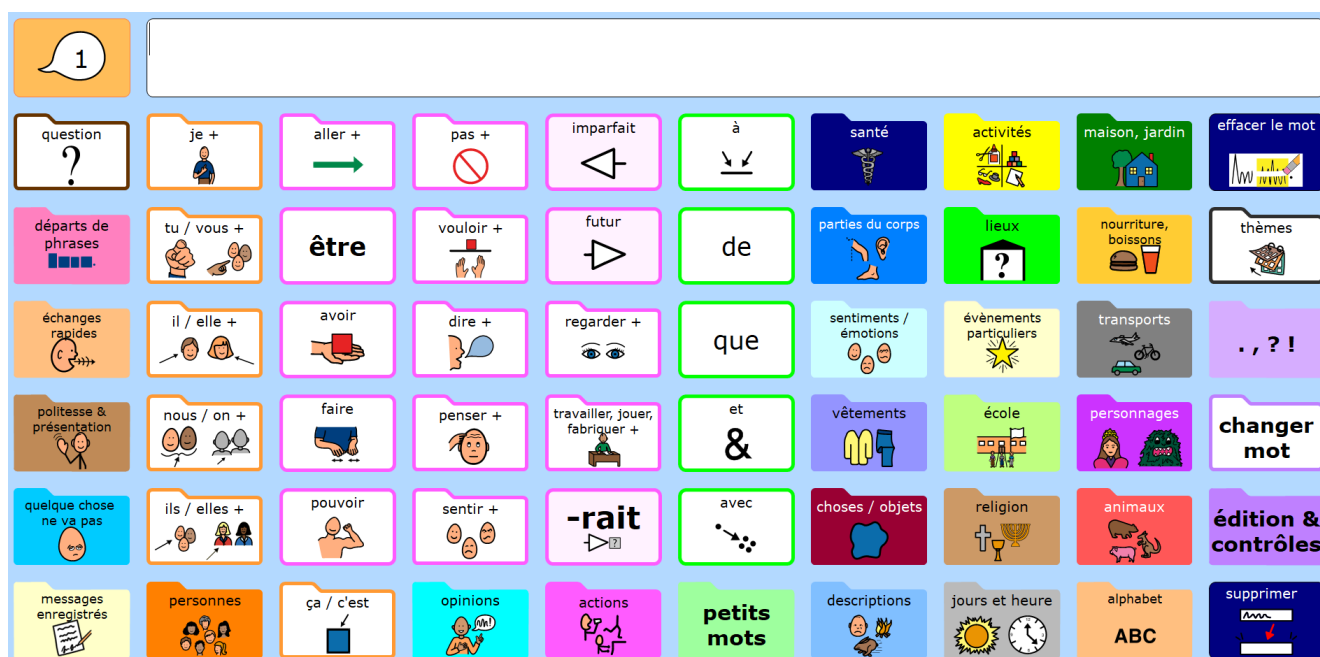 1
question
?
je +
aller +
pas +
imparfait
à
santé
activités
maison, jardin
effacer le mot
départs de
phrases
tu / vous +
être
vouloir +
futur
de
parties du corps
lieux
?
nourriture,
boissons
thèmes
échanges
rapides
il / elle +
avoir
dire +
regarder +
que
sentiments /
émotions
évènements
particuliers
transports
. , ? !
politesse &
présentation
nous / on +
faire
penser +
travailler, jouer,
fabriquer +
et
&
vêtements
école
personnages
changer
mot
quelque chose
ne va pas
ils / elles +
pouvoir
sentir +
-rait
?
avec
choses / objets
religion
animaux
édition &
contrôles
messages
enregistrés
personnes
ça / c'est
opinions
actions
petits
mots
descriptions
jours et heure
alphabet
ABC
supprimer